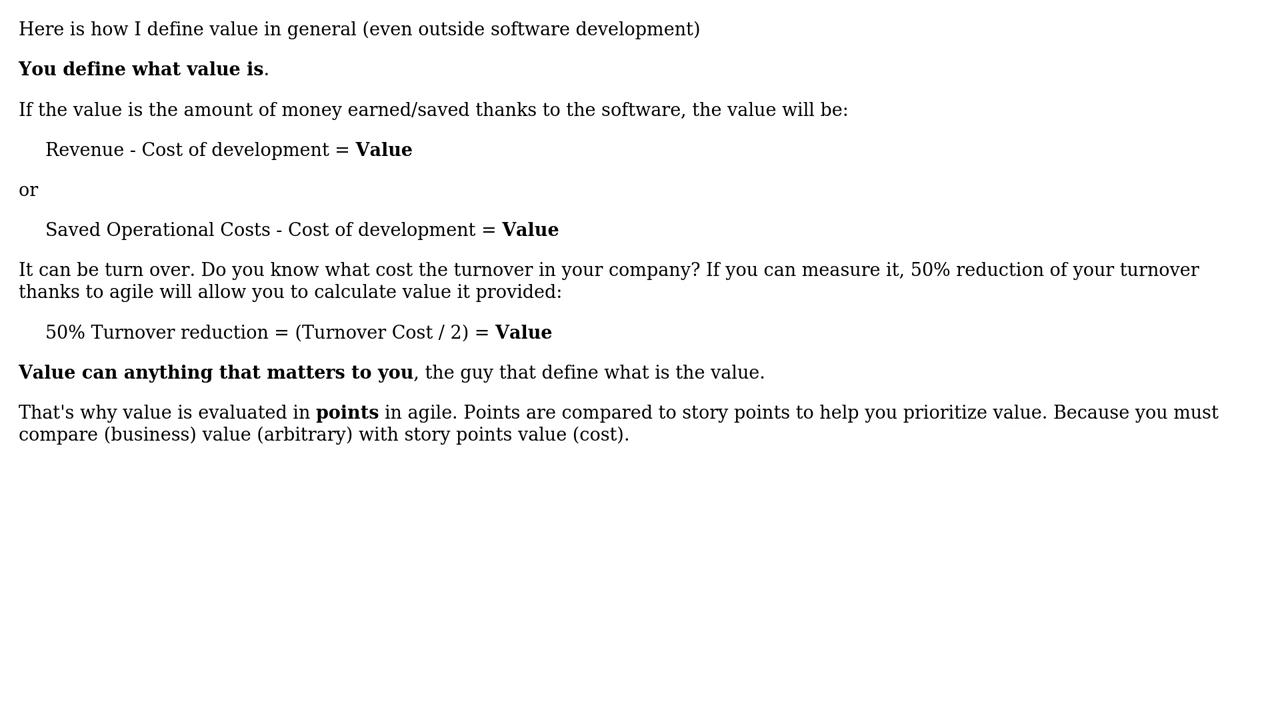 Here is how I define value in general (even outside software development)
You define what value is.
If the value is the amount of money earned/saved thanks to the software, the value will be:
Revenue - Cost of development = Value
or
Saved Operational Costs - Cost of development = Value
It can be turn over. Do you know what cost the turnover in your company? If you can measure it, 50% reduction of your turnover
thanks to agile will allow you to calculate value it provided:
50% Turnover reduction = (Turnover Cost / 2) = Value
Value can anything that matters to you, the guy that define what is the value.
That's why value is evaluated in points in agile. Points are compared to story points to help you prioritize value. Because you must
compare (business) value (arbitrary) with story points value (cost).